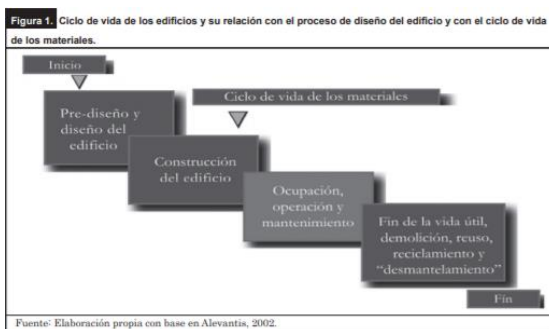 Figura 1. Ciclo de vida de los edificios y su relación con el proceso de diseño del edificio y con el ciclo de vida
de los materiales.
Inicio
Pre-diseño y
diseño del
edificio
Ciclo de vida de los materiales
Construcción
del edificio
Ocupación,
operación y
mantenimiento
Fin de la vida útil,
demolición, reuso,
reciclamiento y
“desmantelamiento”
Fín
Fuente: Elaboración propia con base en Alevantis, 2002.